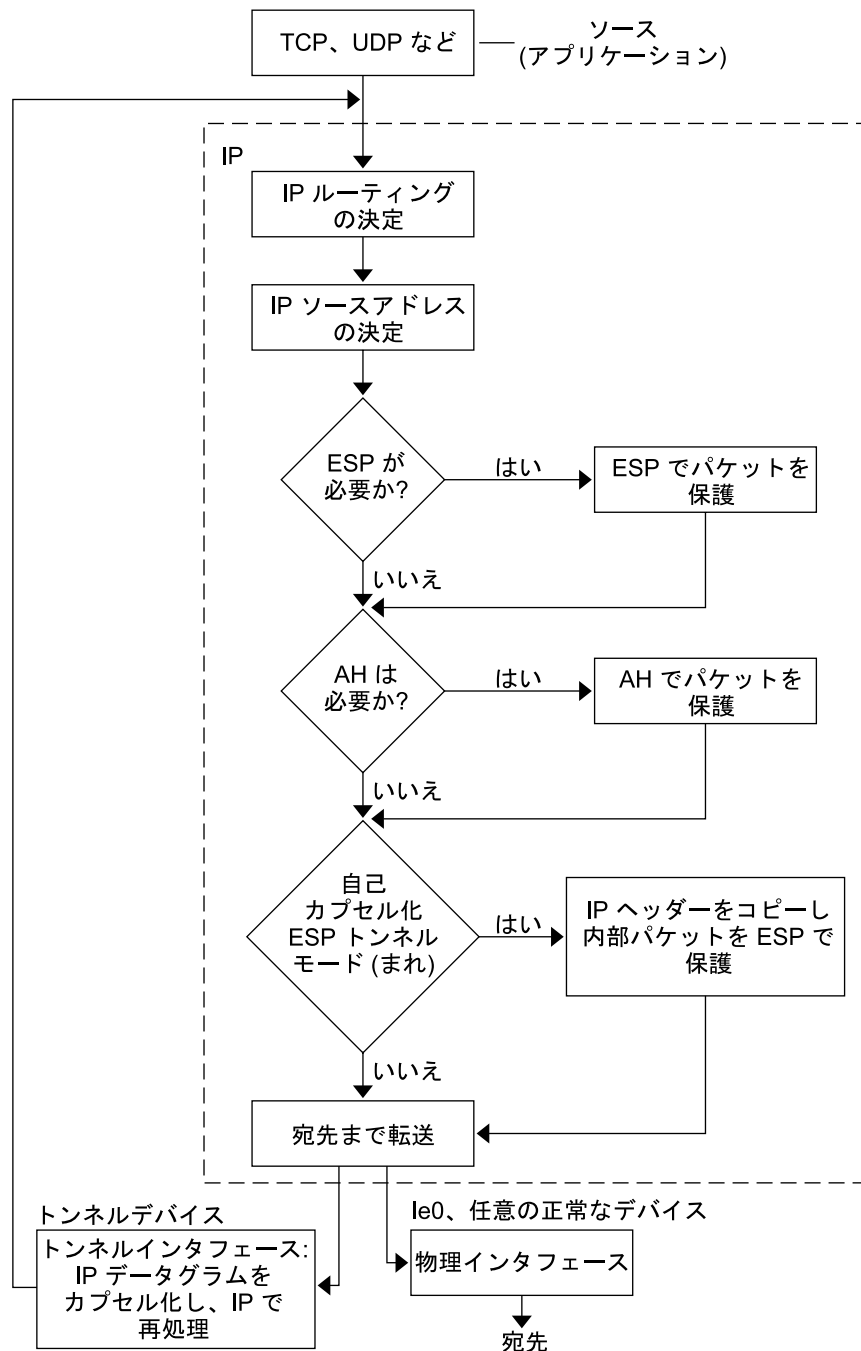 TCP、UDP など
ソース
(アプリケーション)
IP
IP ルーティング
の決定
IP ソースアドレス
の決定
ESP が
必要か?
はい
ESP でパケットを
保護
いいえ
AH は
必要か?
はい
AH でパケットを
保護
いいえ
自己
カプセル化
ESP トンネル
モード (まれ)
はい
IP ヘッダーをコピーし
内部パケットを ESP で
保護
いいえ
宛先まで転送
トンネルデバイス
トンネルインタフェース:
IP データグラムを
カプセル化し、IP で
再処理
le0、任意の正常なデバイス
物理インタフェース
宛先